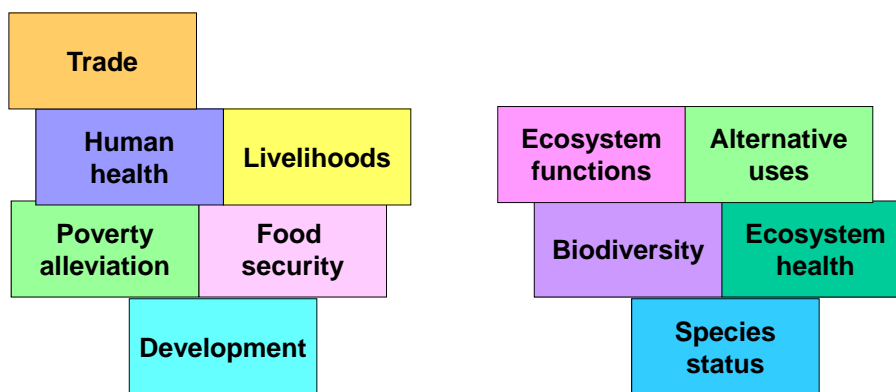 Trade
Human
health
Livelihoods
Poverty
alleviation
Food
security
Development
Ecosystem
functions
Alternative
uses
Biodiversity
Ecosystem
health
Species
status